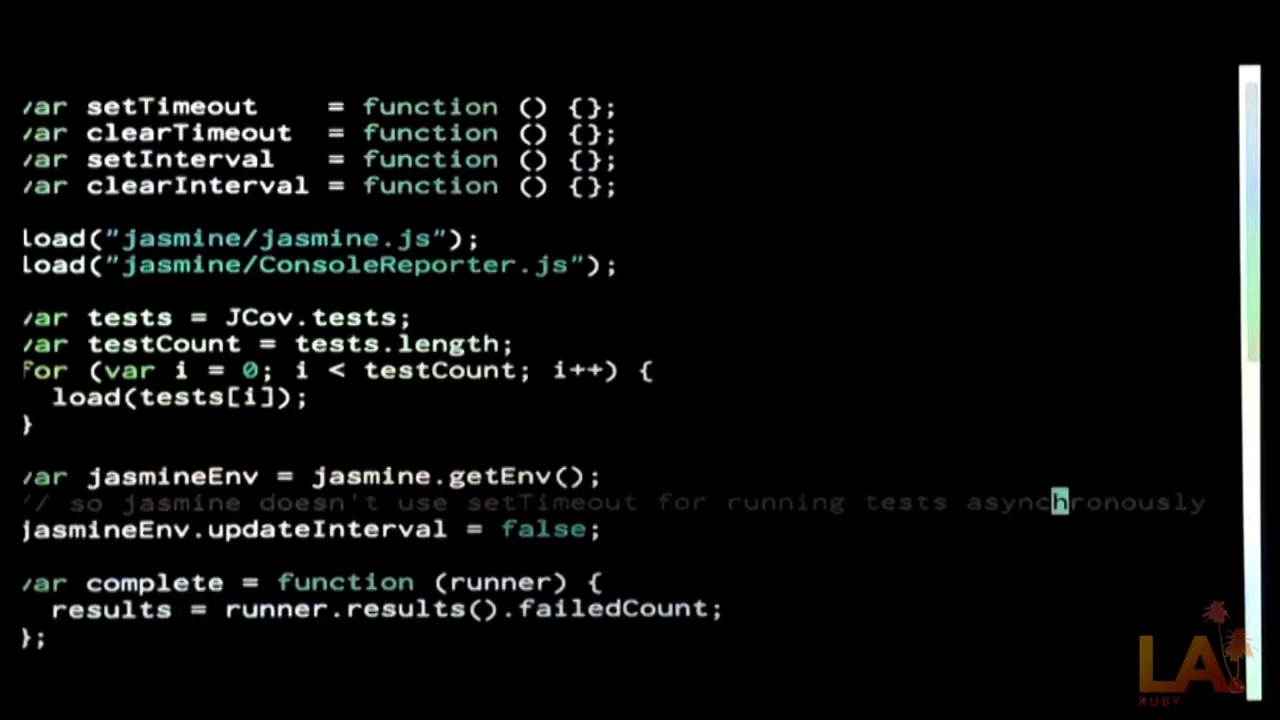 var setTimeout    = function () {};
var clearTimeout  = function () {};
var setInterval   = function () {};
var clearInterval = function () {};

load("jasmine/jasmine.js");
load("jasmine/ConsoleReporter.js");

var tests = JCov.tests;
var testCount = tests.length;
for (var i = 0; i < testCount; i++) {
  load(tests[i]);
}

var jasmineEnv = jasmine.getEnv();
// so jasmine doesn't use setTimeout for running tests asynchronously
jasmineEnv.updateInterval = false;

var complete = function (runner) {
  results = runner.results().failedCount;
};
LA
RUBY